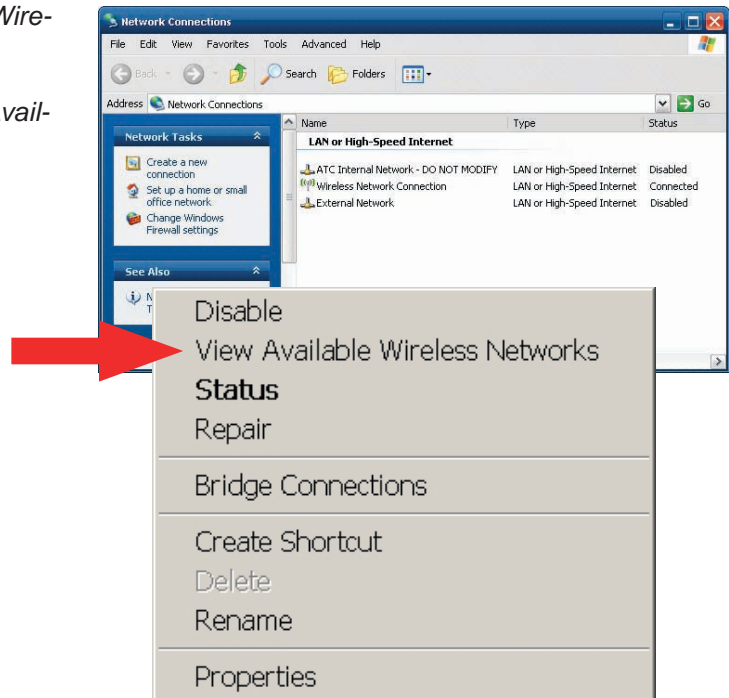 Wire-
Avail-
Network Connections
File Edit View Favorites Tools Advanced Help
Back Search Folders
Address Network Connections Go
Name Type Status
Network Tasks
Create a new
connection
Set up a home or small
office network
Change Windows
Firewall settings
See Also
LAN or High-Speed Internet
ATC Internal Network - DO NOT MODIFY LAN or High-Speed Internet Disabled
Wireless Network Connection LAN or High-Speed Internet Connected
External Network LAN or High-Speed Internet Disabled
N
T
Disable
View Available Wireless Networks
Status
Repair
Bridge Connections
Create Shortcut
Delete
Rename
Properties